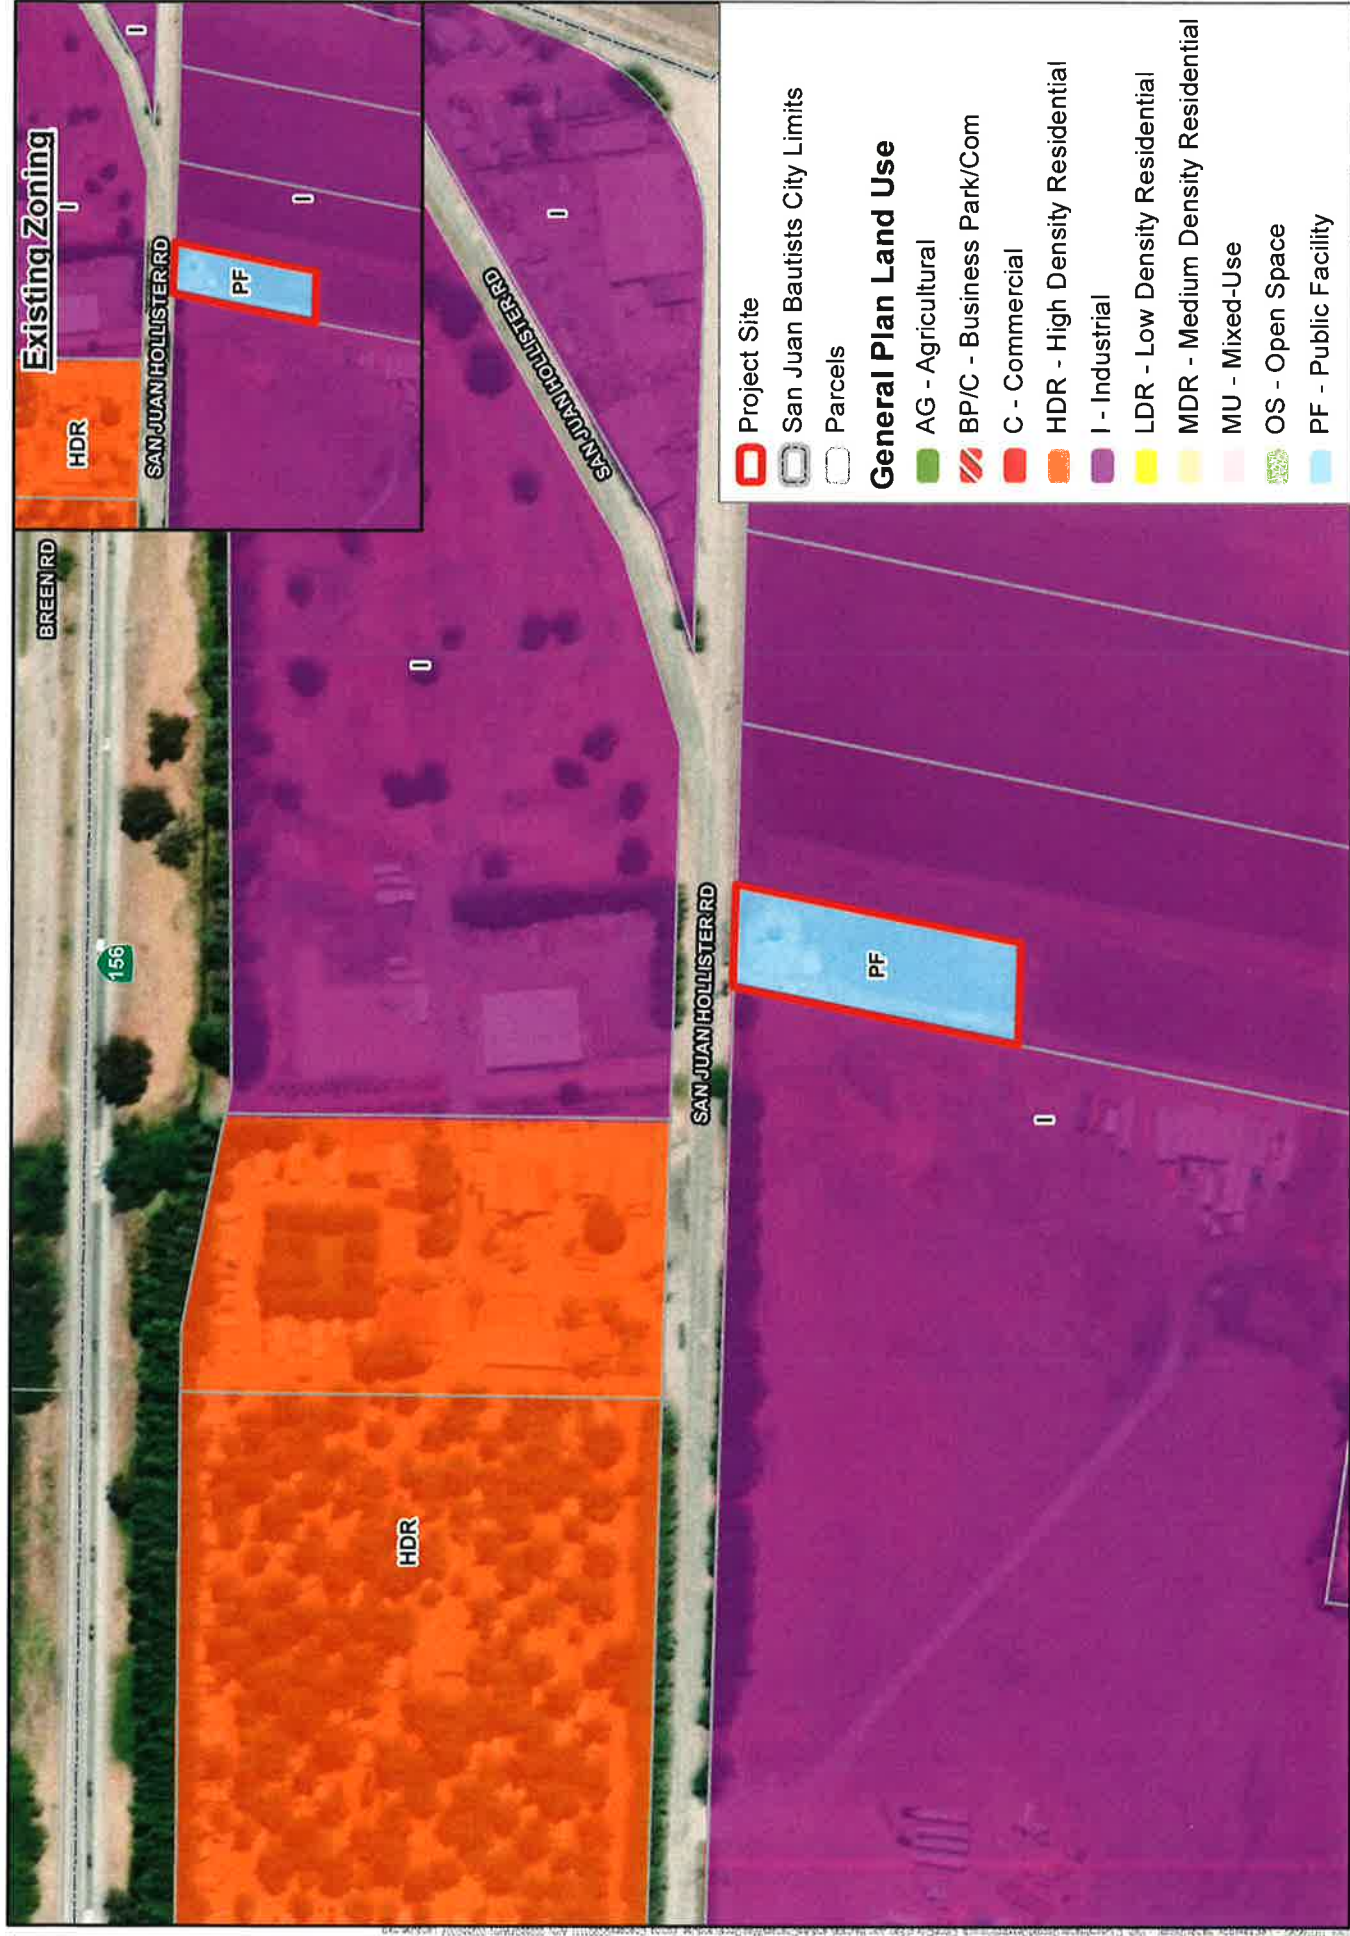 Existing Zoning
HDR
I
I
SAN JUAN HOLLISTER RD
PF
I
BREEN RD
156
HDR
I
SAN JUAN HOLLISTER RD
SAN JUAN HOLLISTER RD
I
PF
I
Project Site
San Juan Bautists City Limits
Parcels
General Plan Land Use
AG - Agricultural
BP/C - Business Park/Com
C - Commercial
HDR - High Density Residential
I - Industrial
LDR - Low Density Residential
MDR - Medium Density Residential
MU - Mixed-Use
OS - Open Space
PF - Public Facility